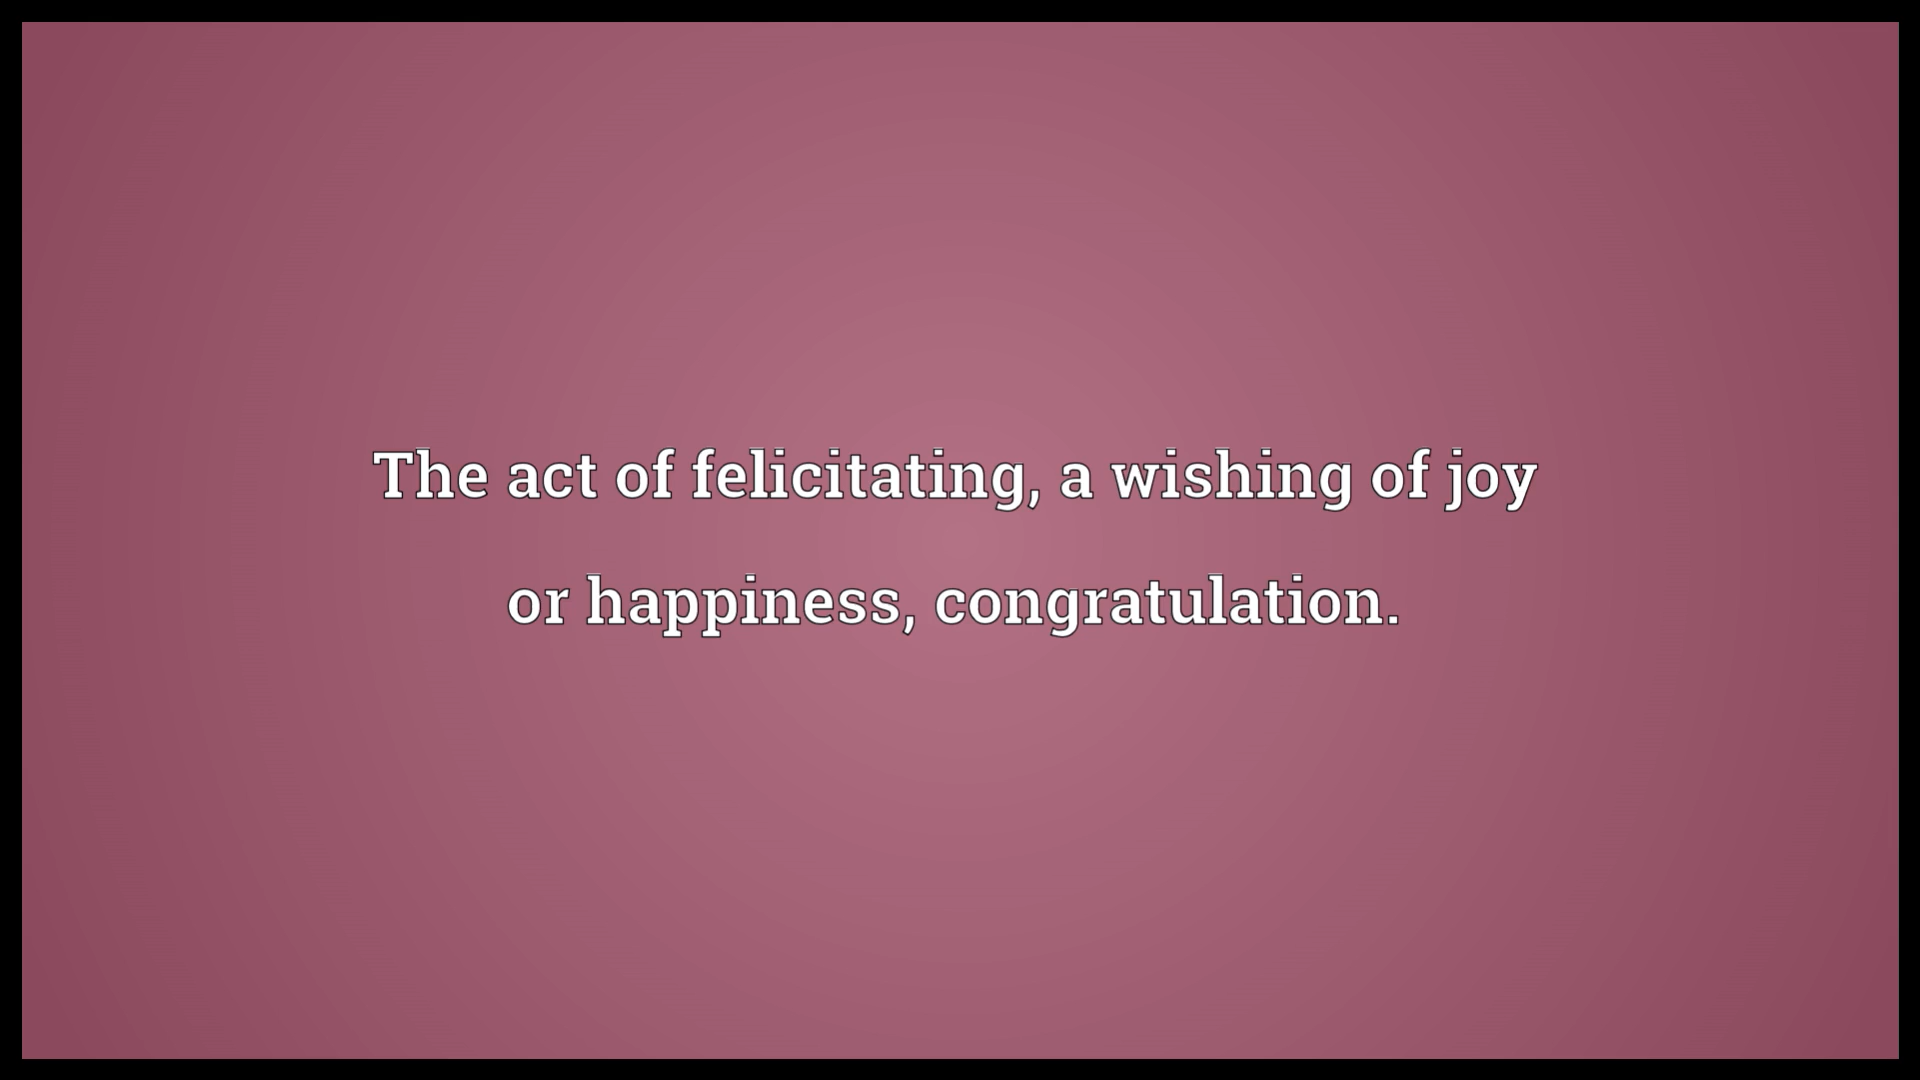 The act of felicitating, a wishing of joy
or happiness, congratulation.